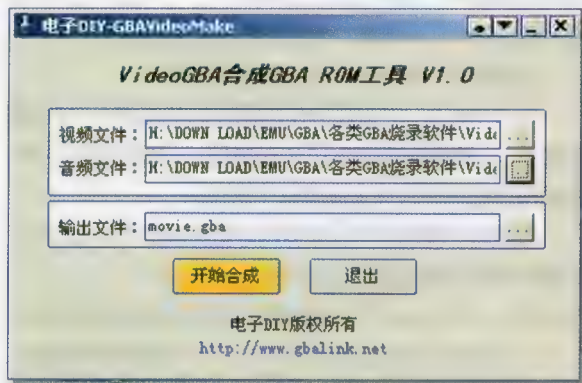 电子DIY-GBAVideoMake
VideoGBA合成GBA ROM工具 V1.0
视频文件： H:\DOWN LOAD\EMU\GBA\各类GBA烧录软件\Vide ...
音频文件： H:\DOWN LOAD\EMU\GBA\各类GBA烧录软件\Vide ...
输出文件： movie.gba ...
开始合成 退出
电子DIY版权所有
http://www.gbalink.net